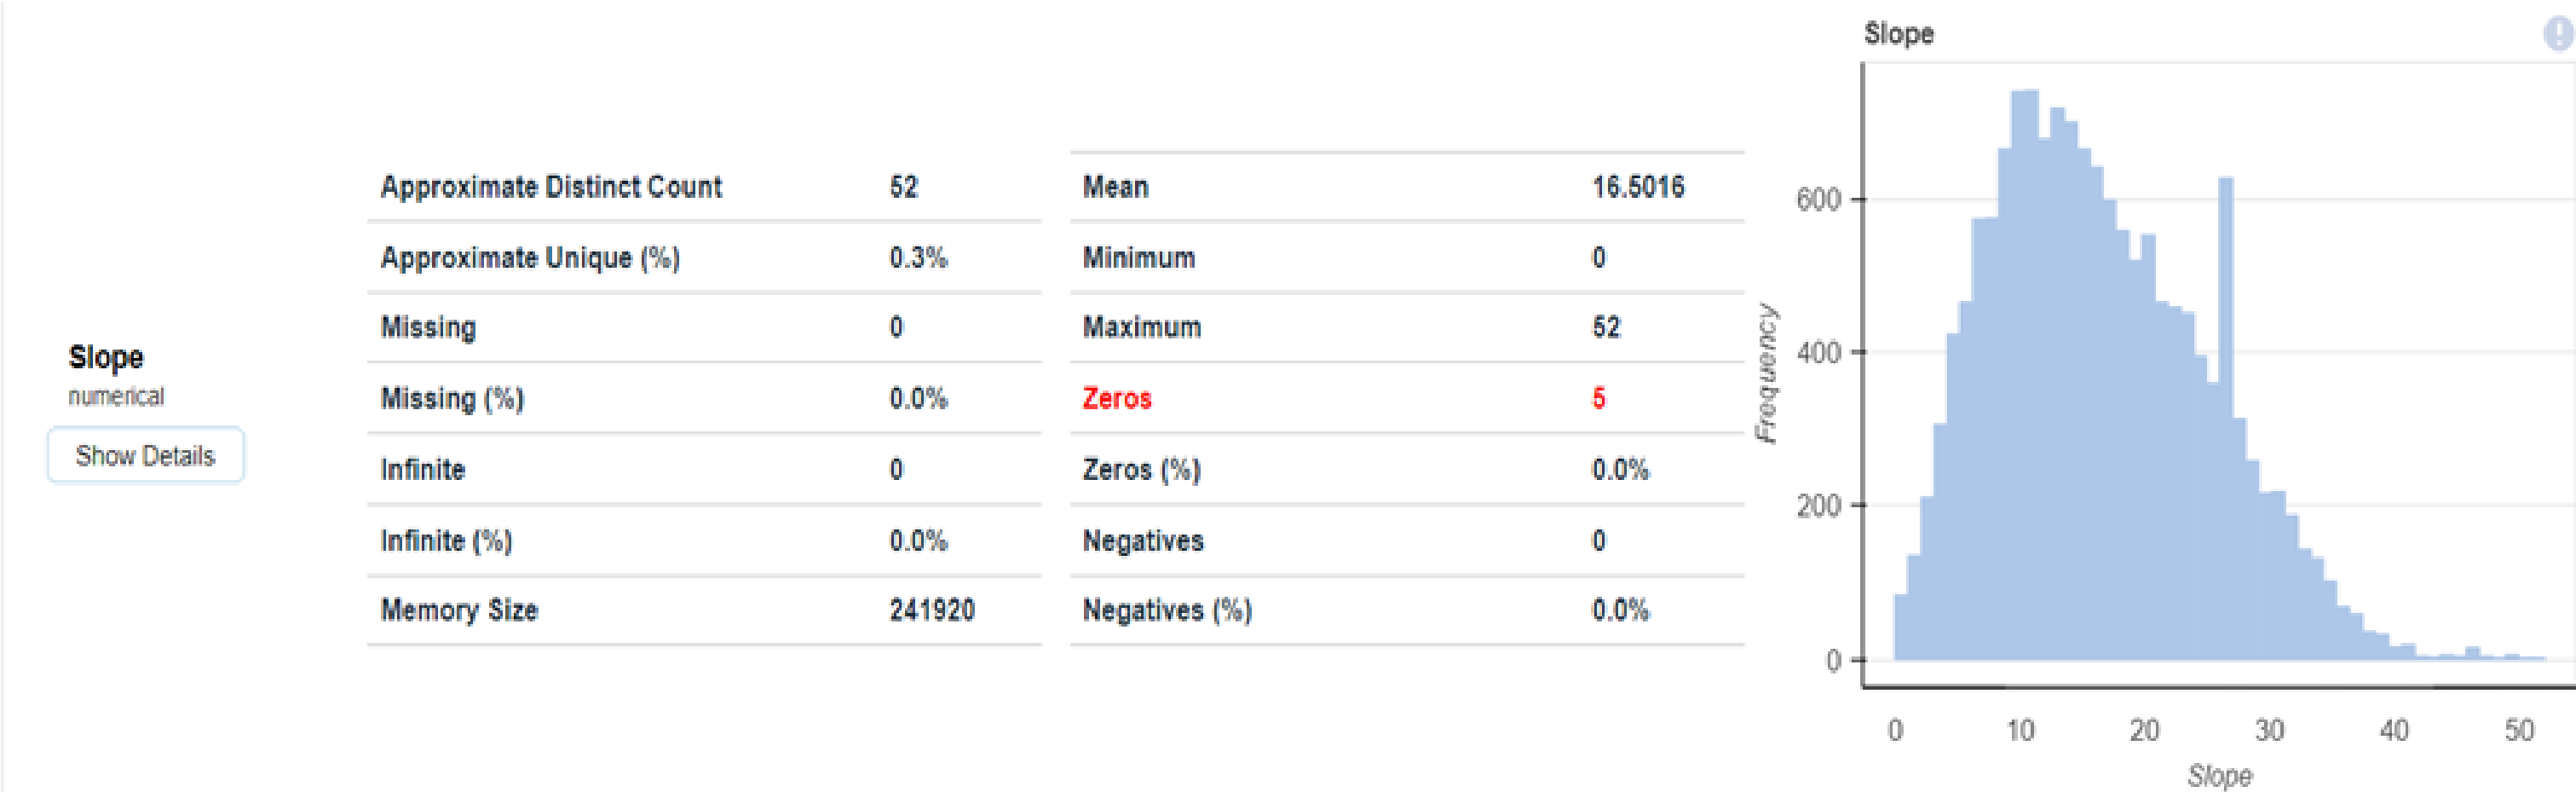 Slope
numerical
Show Details
Approximate Distinct Count 52
Approximate Unique (%) 0.3%
Missing 0
Missing (%) 0.0%
Infinite 0
Infinite (%) 0.0%
Memory Size 241920
Mean 16.5016
Minimum 0
Maximum 52
Zeros 5
Zeros (%) 0.0%
Negatives 0
Negatives (%) 0.0%
Slope
!
Frequency
600
400
200
0
0 10 20 30 40 50
Slope